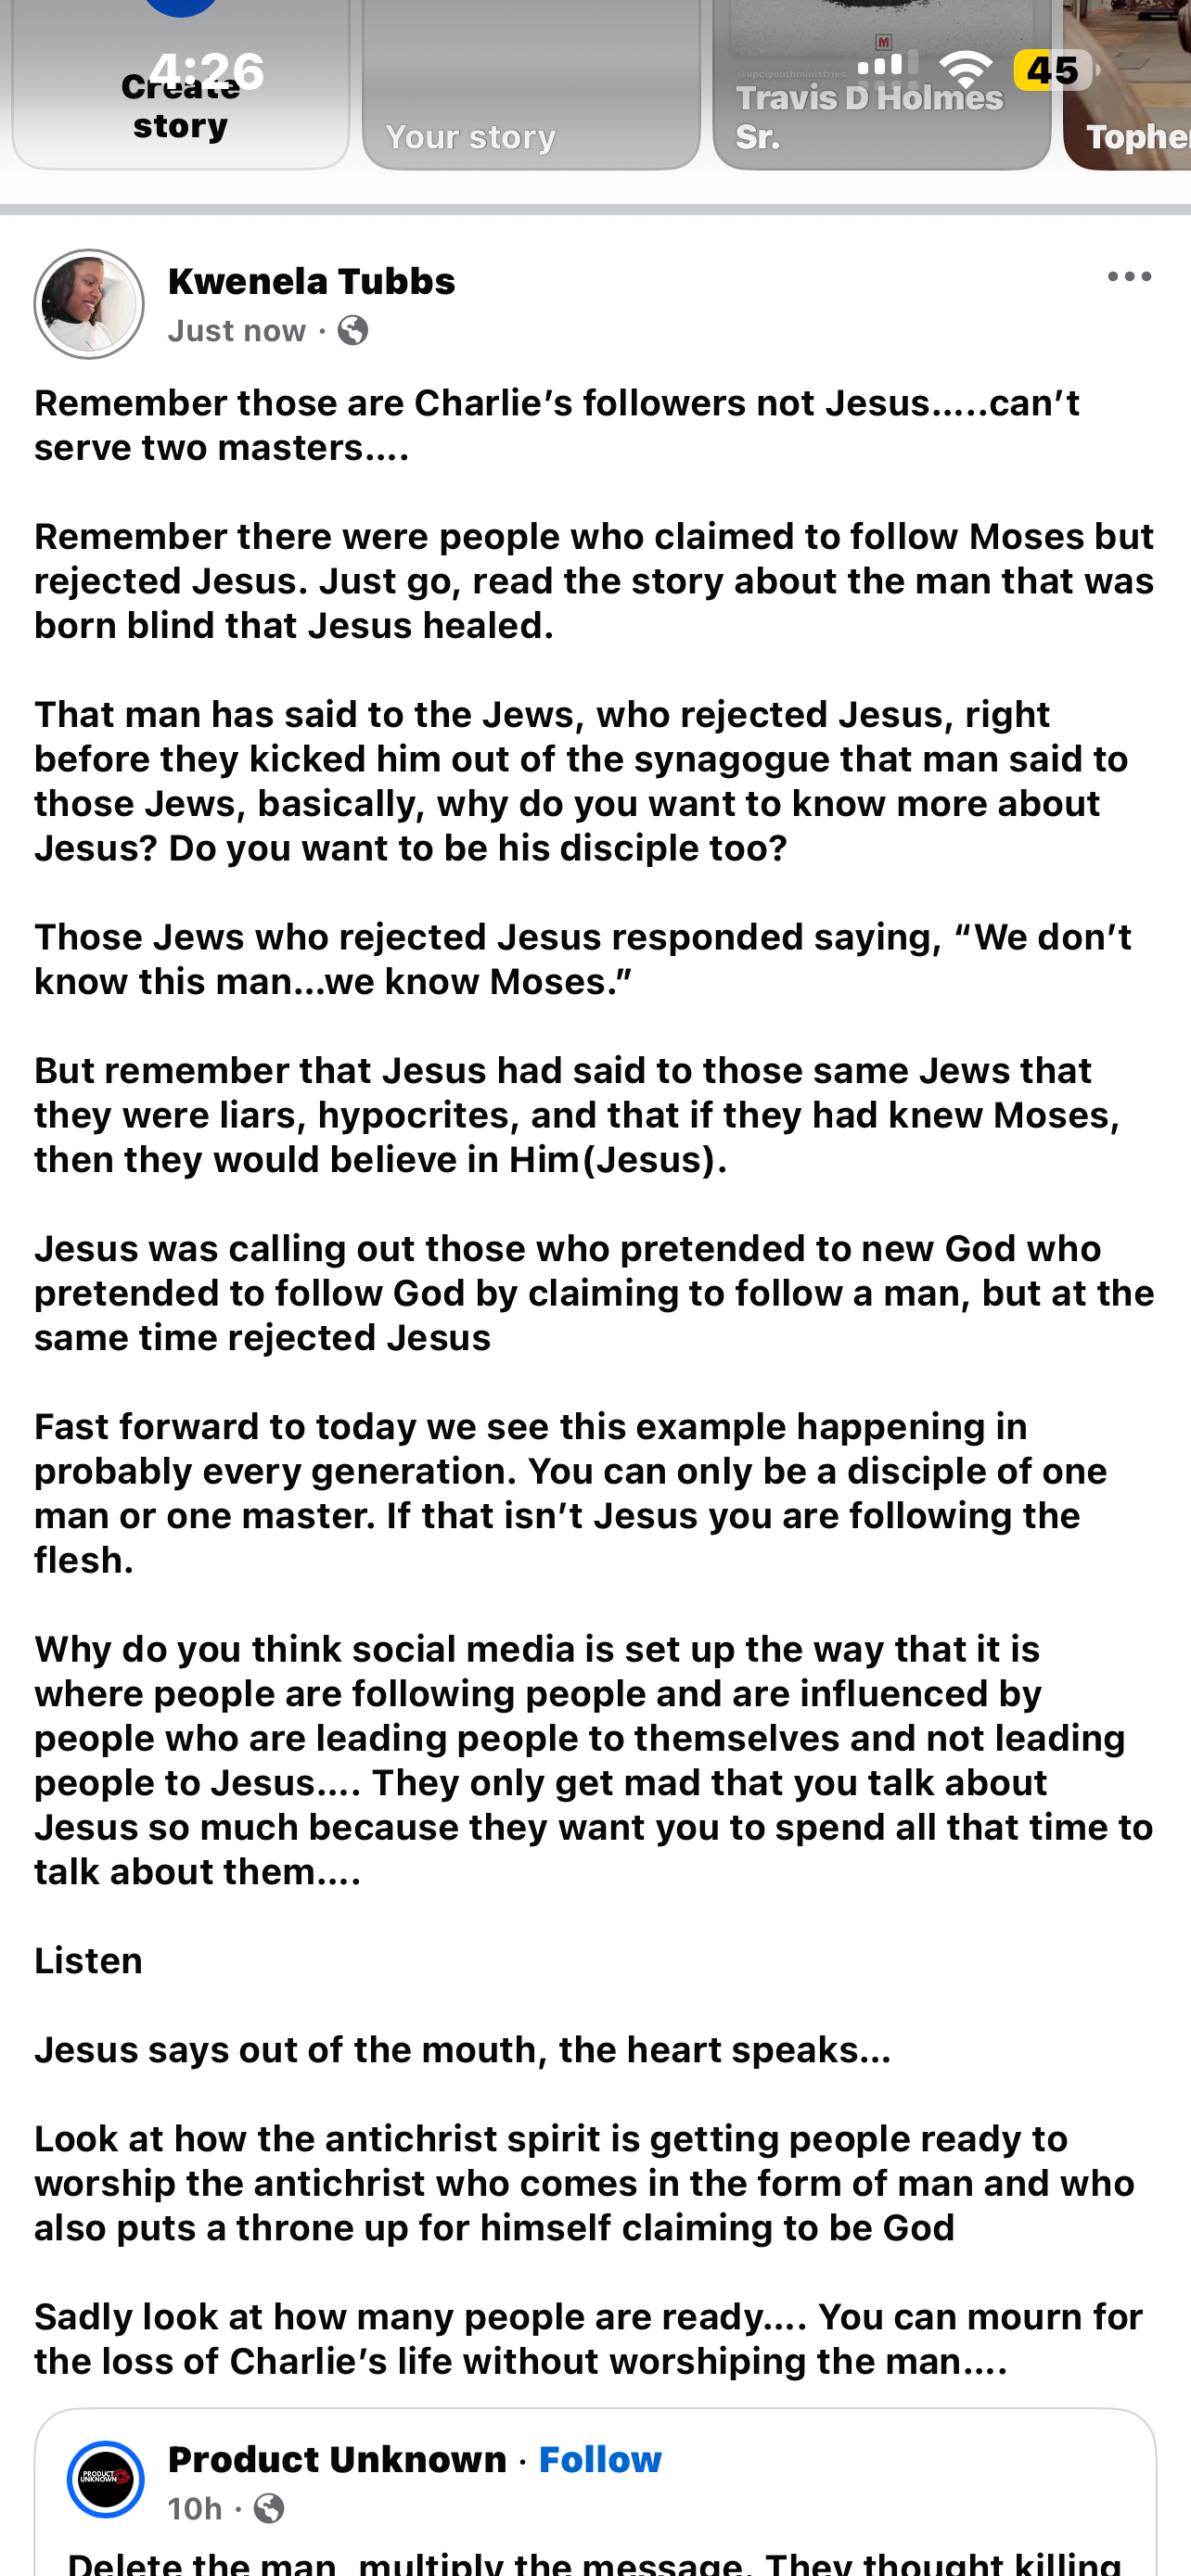 4:26
45
Create
story
Your story
@upciyouthministries
Travis D Holmes
Sr.
Tophe
Kwenela Tubbs
Just now ·
Remember those are Charlie’s followers not Jesus.....can’t
serve two masters....
Remember there were people who claimed to follow Moses but
rejected Jesus. Just go, read the story about the man that was
born blind that Jesus healed.
That man has said to the Jews, who rejected Jesus, right
before they kicked him out of the synagogue that man said to
those Jews, basically, why do you want to know more about
Jesus? Do you want to be his disciple too?
Those Jews who rejected Jesus responded saying, “We don’t
know this man...we know Moses.”
But remember that Jesus had said to those same Jews that
they were liars, hypocrites, and that if they had knew Moses,
then they would believe in Him(Jesus).
Jesus was calling out those who pretended to new God who
pretended to follow God by claiming to follow a man, but at the
same time rejected Jesus
Fast forward to today we see this example happening in
probably every generation. You can only be a disciple of one
man or one master. If that isn’t Jesus you are following the
flesh.
Why do you think social media is set up the way that it is
where people are following people and are influenced by
people who are leading people to themselves and not leading
people to Jesus.... They only get mad that you talk about
Jesus so much because they want you to spend all that time to
talk about them....
Listen
Jesus says out of the mouth, the heart speaks...
Look at how the antichrist spirit is getting people ready to
worship the antichrist who comes in the form of man and who
also puts a throne up for himself claiming to be God
Sadly look at how many people are ready.... You can mourn for
the loss of Charlie’s life without worshiping the man....
PRODUCT
UNKNOWN
Product Unknown · Follow
10h ·
Delete the man, multiply the message. They thought killing